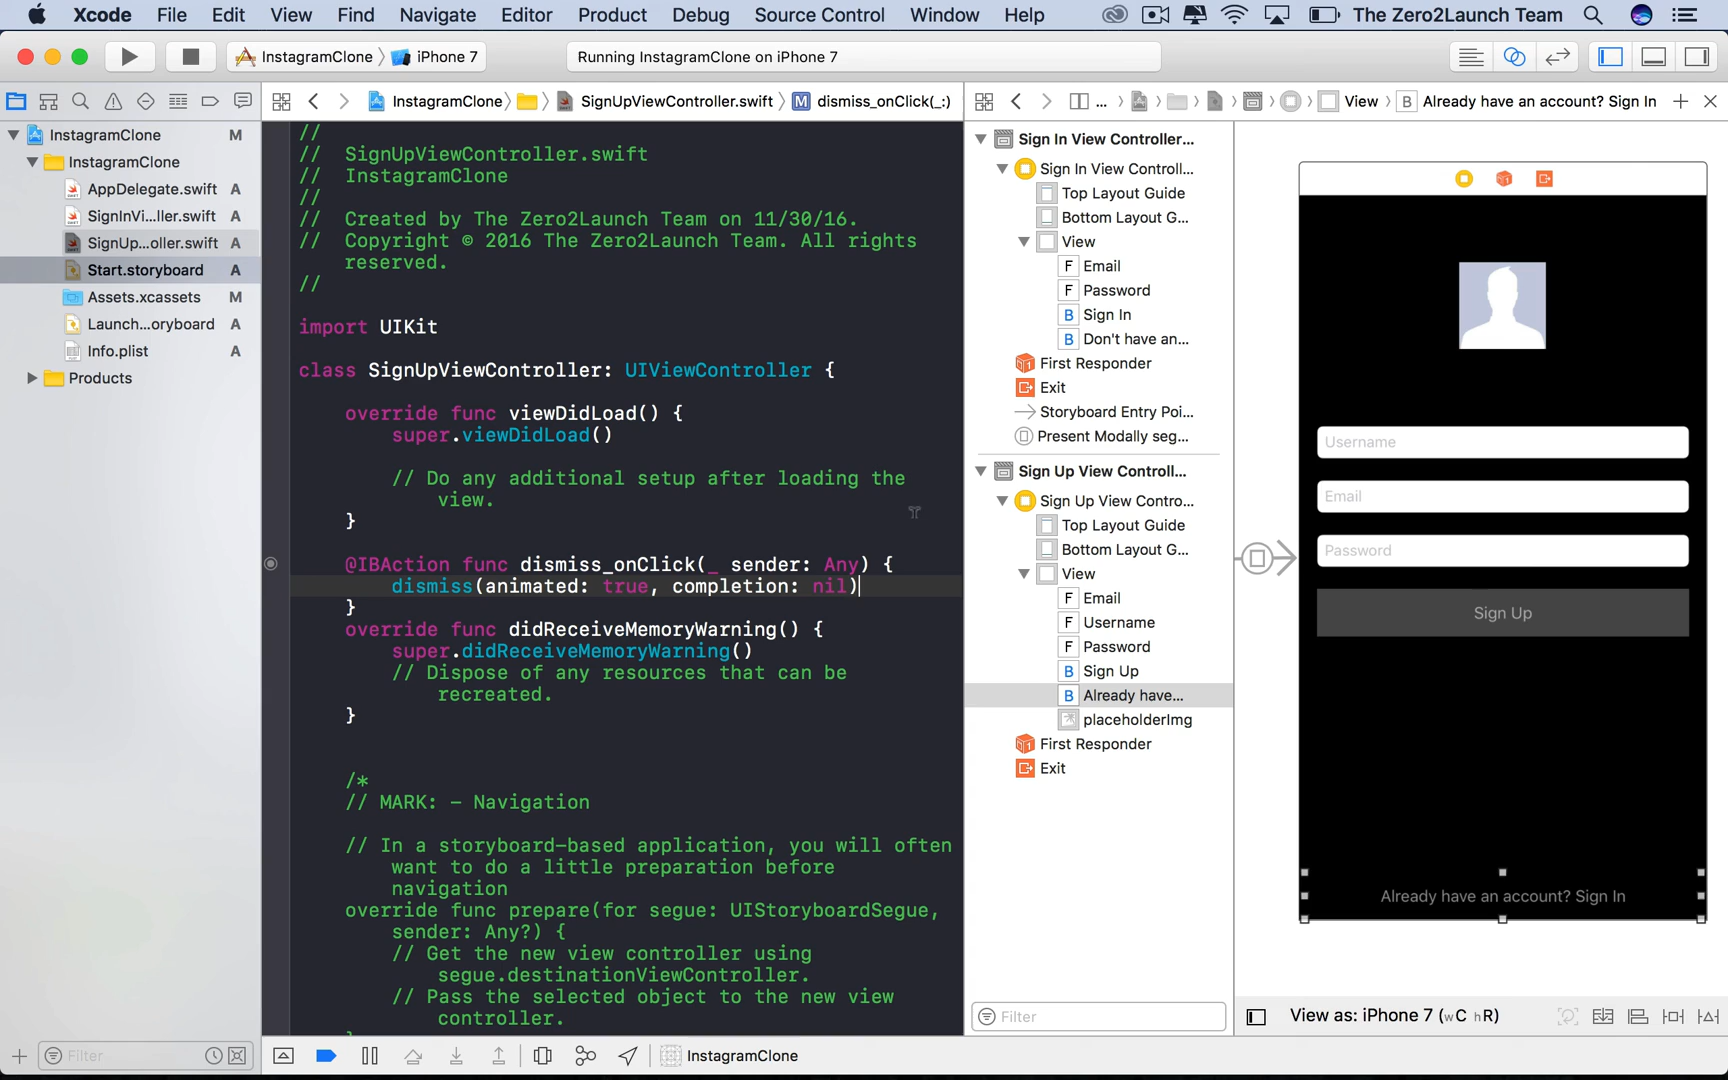 Xcode File Edit View Find Navigate Editor Product Debug Source Control Window Help The Zero2Launch Team
InstagramClone iPhone 7 Running InstagramClone on iPhone 7
InstagramClone SignUpViewController.swift M dismiss_onClick(_:) ... View B Already have an account? Sign In
InstagramClone M
InstagramClone
AppDelegate.swift A
SignInVi...ller.swift A
SignUp...oller.swift A
Start.storyboard A
Assets.xcassets M
Launch...oryboard A
Info.plist A
Products
Filter
//
// SignUpViewController.swift
// InstagramClone
//
// Created by The Zero2Launch Team on 11/30/16.
// Copyright © 2016 The Zero2Launch Team. All rights
reserved.
//
import UIKit
class SignUpViewController: UIViewController {
override func viewDidLoad() {
super.viewDidLoad()
// Do any additional setup after loading the
view.
}
@IBAction func dismiss_onClick(_ sender: Any) {
dismiss(animated: true, completion: nil)
}
override func didReceiveMemoryWarning() {
super.didReceiveMemoryWarning()
// Dispose of any resources that can be
recreated.
}
/*
// MARK: - Navigation
// In a storyboard-based application, you will often
want to do a little preparation before
navigation
override func prepare(for segue: UIStoryboardSegue,
sender: Any?) {
// Get the new view controller using
segue.destinationViewController.
// Pass the selected object to the new view
controller.
InstagramClone
Sign In View Controller...
Sign In View Controll...
Top Layout Guide
Bottom Layout G...
View
F Email
F Password
B Sign In
B Don't have an...
First Responder
Exit
Storyboard Entry Poi...
Present Modally seg...
Sign Up View Controll...
Sign Up View Contro...
Top Layout Guide
Bottom Layout G...
View
F Email
F Username
F Password
B Sign Up
B Already have...
placeholderImg
First Responder
Exit
Filter
Username
Email
Password
Sign Up
Already have an account? Sign In
View as: iPhone 7 (wC hR)